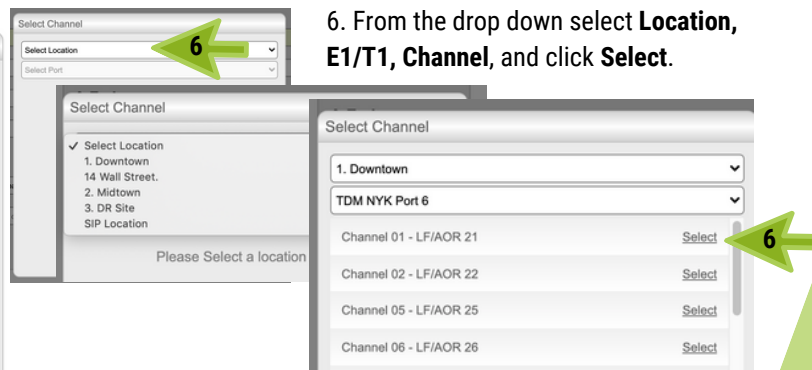 6. From the drop down select Location,
E1/T1, Channel, and click Select.
Select Channel
Select Location
Select Port
6
Select Channel
✓ Select Location
1. Downtown
14 Wall Street.
2. Midtown
3. DR Site
SIP Location
Please Select a location
Select Channel
1. Downtown
TDM NYK Port 6
Channel 01 - LF/AOR 21 Select
6
Channel 02 - LF/AOR 22 Select
Channel 05 - LF/AOR 25 Select
Channel 06 - LF/AOR 26 Select